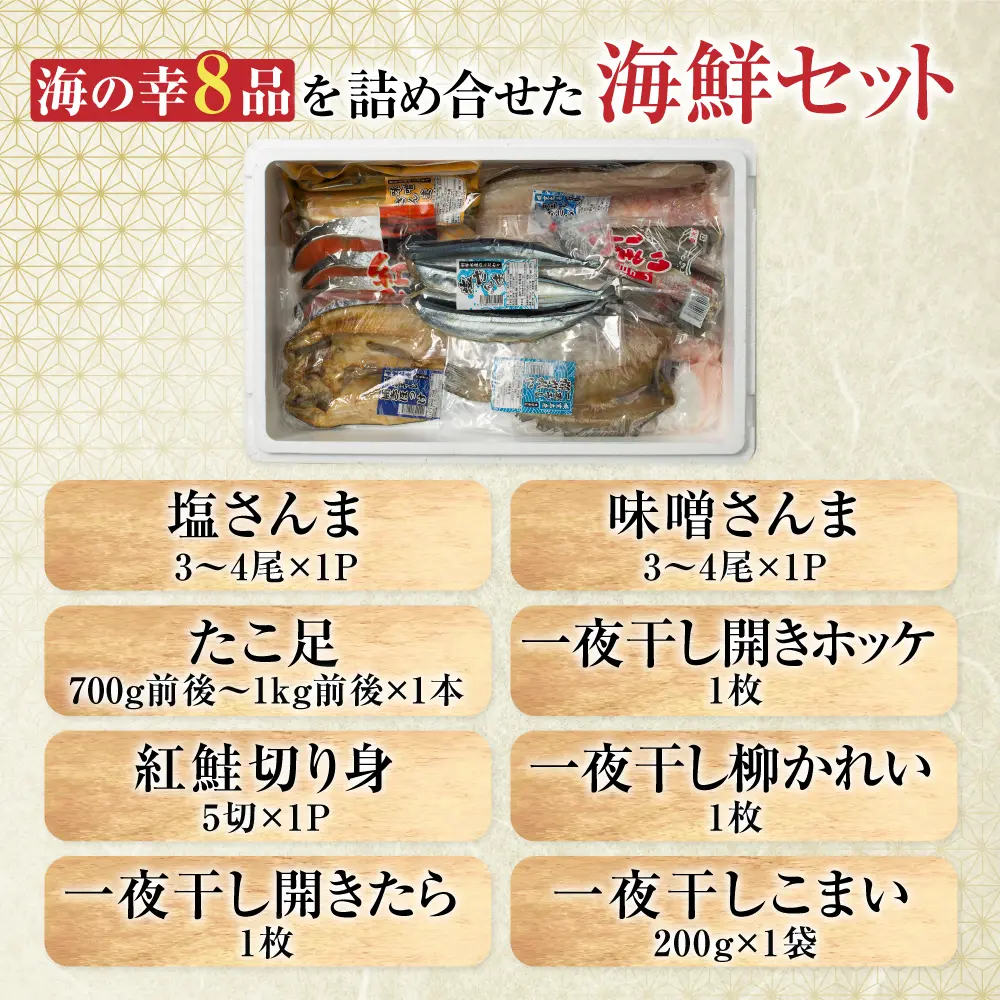 海の幸8品を詰め合せた 海鮮セット
塩さんま
3〜4尾×1P
味噌さんま
3〜4尾×1P
たこ足
700g前後〜1kg前後×1本
一夜干し開きホッケ
1枚
紅鮭切り身
5切×1P
一夜干し柳かれい
1枚
一夜干し開きたら
1枚
一夜干しこまい
200g×1袋